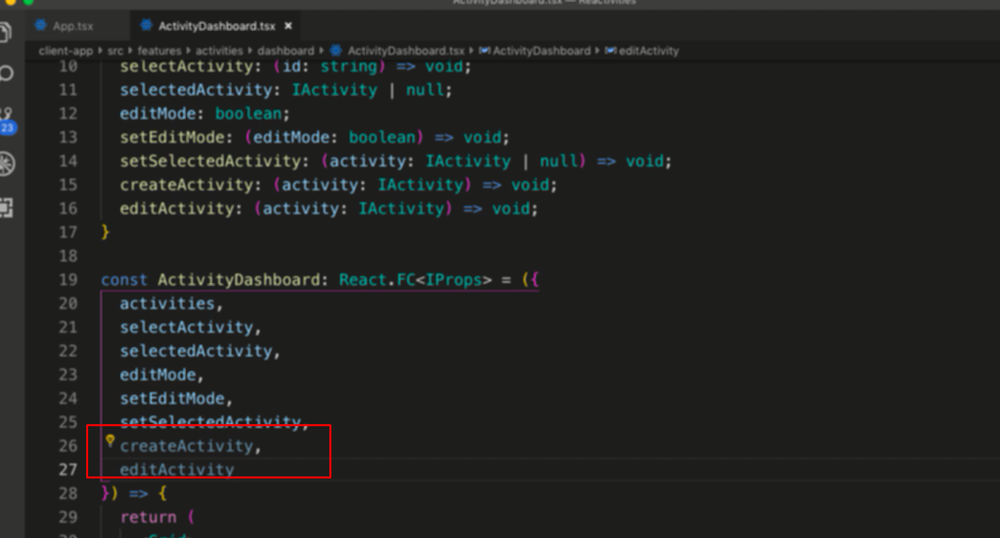 ActivityDashboard.tsx — Reactivities
App.tsx ActivityDashboard.tsx ×
client-app src features activities dashboard ActivityDashboard.tsx ActivityDashboard editActivity
10 selectActivity: (id: string) => void;
11 selectedActivity: IActivity | null;
12 editMode: boolean;
13 setEditMode: (editMode: boolean) => void;
14 setSelectedActivity: (activity: IActivity | null) => void;
15 createActivity: (activity: IActivity) => void;
16 editActivity: (activity: IActivity) => void;
17 }
18
19 const ActivityDashboard: React.FC<IProps> = ({
20 activities,
21 selectActivity,
22 selectedActivity,
23 editMode,
24 setEditMode,
25 setSelectedActivity,
26 createActivity,
27 editActivity
28 }) => {
29 return (
23